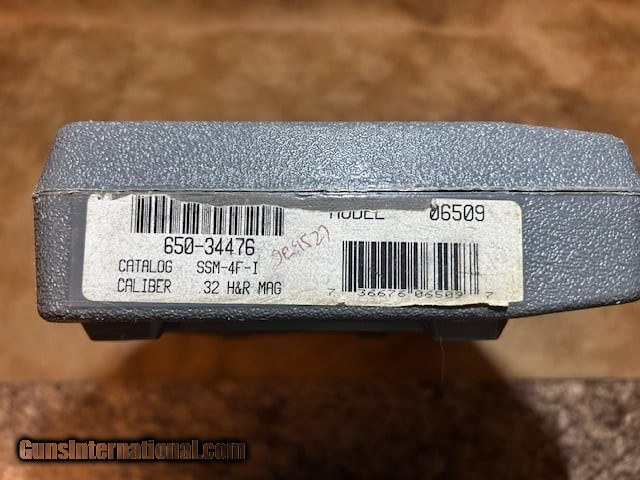 MODEL 06509
650-34476
CATALOG SSM-4F-I
CALIBER .32 H&R MAG
7 36676 06509 7
GunsInternational.com